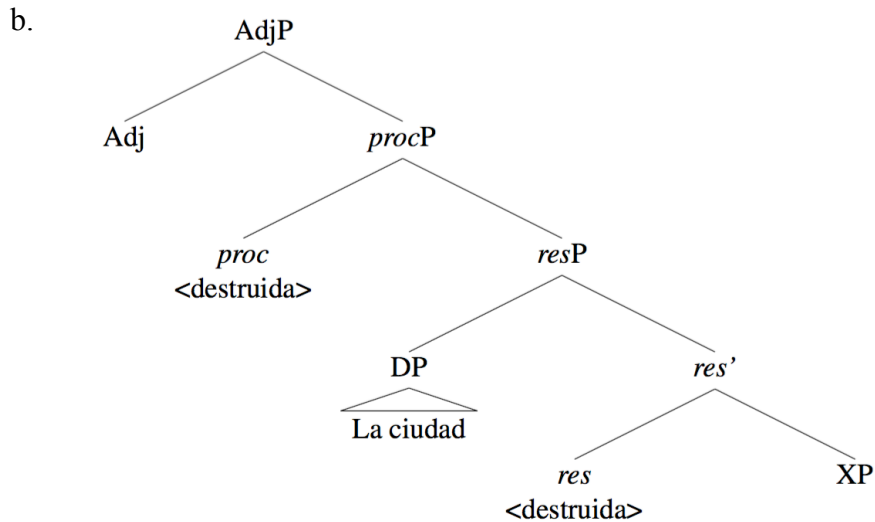 b.
AdjP
Adj
procP
proc
<destruida>
resP
DP
La ciudad
res’
res
<destruida>
XP